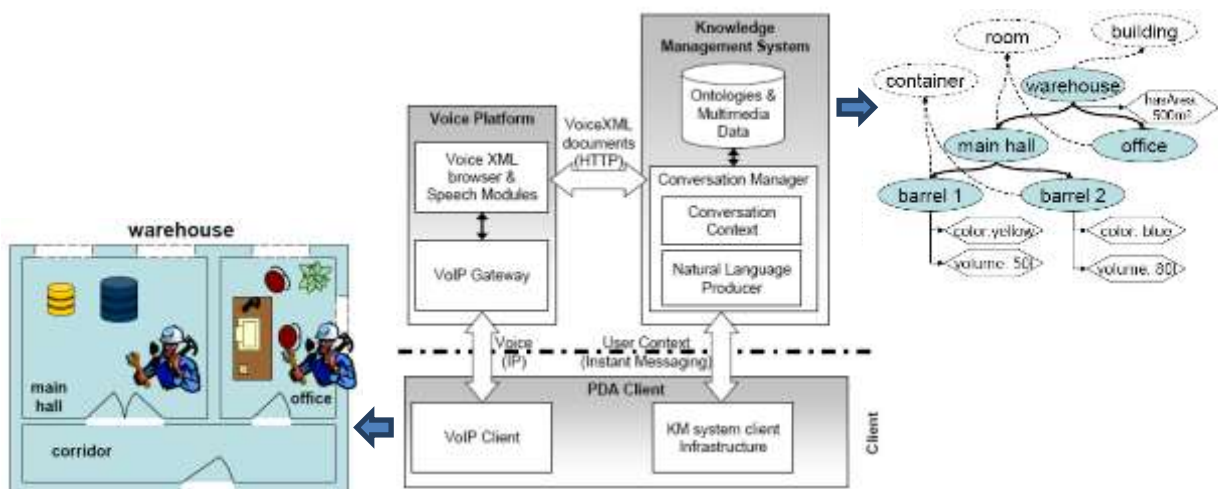 warehouse
main
hall
office
corridor
Voice Platform
Voice XML
browser &
Speech Modules
VoIP Gateway
VoiceXML
documents
(HTTP)
Knowledge
Management System
Ontologies &
Multimedia
Data
Conversation Manager
Conversation
Context
Natural Language
Producer
Voice
(IP)
User Context
(Instant Messaging)
PDA Client
VoIP Client
KM system client
Infrastructure
Client
room
building
container
warehouse
hasArea
main hall
office
barrel 1
barrel 2
color:yellow
color: blue